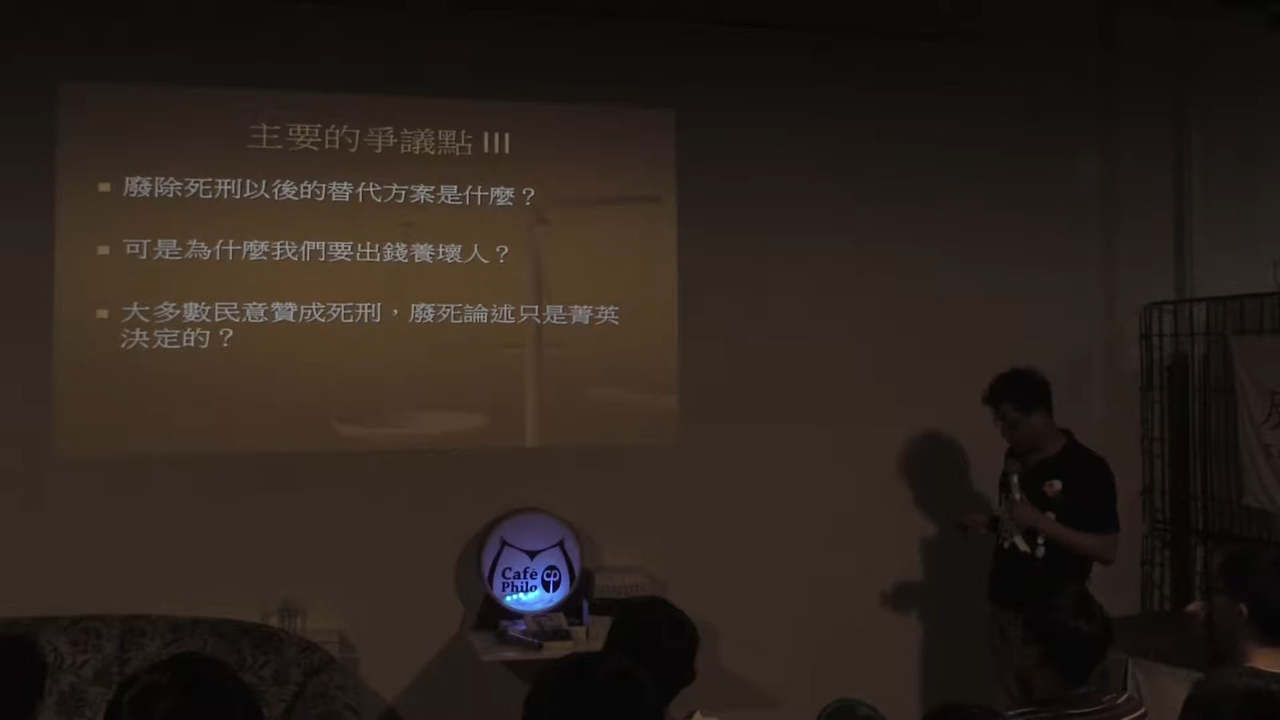 主要的爭議點 III
廢除死刑以後的替代方案是什麼？
可是為什麼我們要出錢養壞人？
大多數民意贊成死刑，廢死論述只是菁英
決定的？
Café
Philo